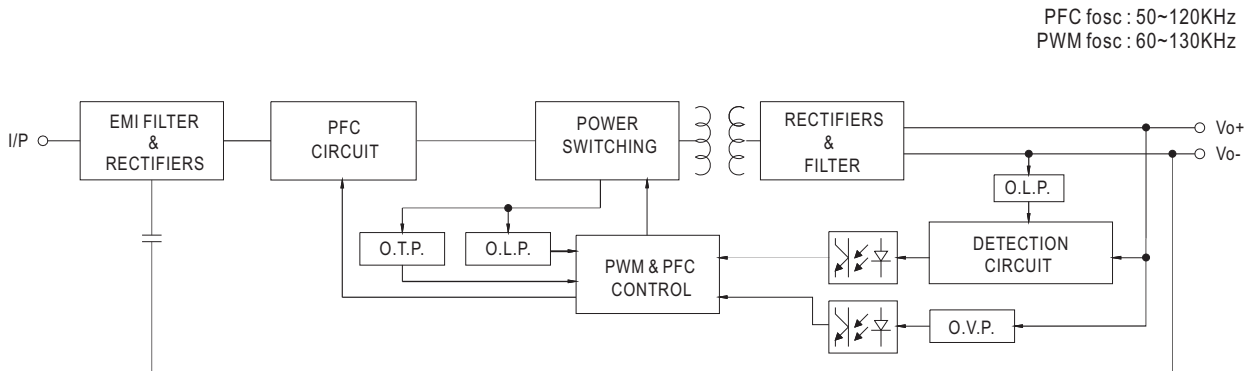 PFC fosc : 50~120KHz
PWM fosc : 60~130KHz
I/P
EMI FILTER
&
RECTIFIERS
PFC
CIRCUIT
POWER
SWITCHING
RECTIFIERS
&
FILTER
Vo+
Vo-
O.L.P.
O.T.P.
O.L.P.
PWM & PFC
CONTROL
DETECTION
CIRCUIT
O.V.P.